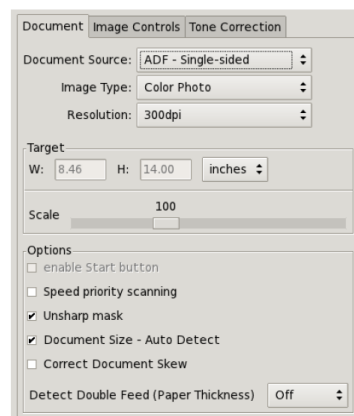 Document Image Controls Tone Correction
Document Source: ADF - Single-sided
Image Type: Color Photo
Resolution: 300dpi
Target
W: 8.46 H: 14.00 inches
100
Scale
Options
enable Start button
Speed priority scanning
Unsharp mask
Document Size - Auto Detect
Correct Document Skew
Detect Double Feed (Paper Thickness) Off